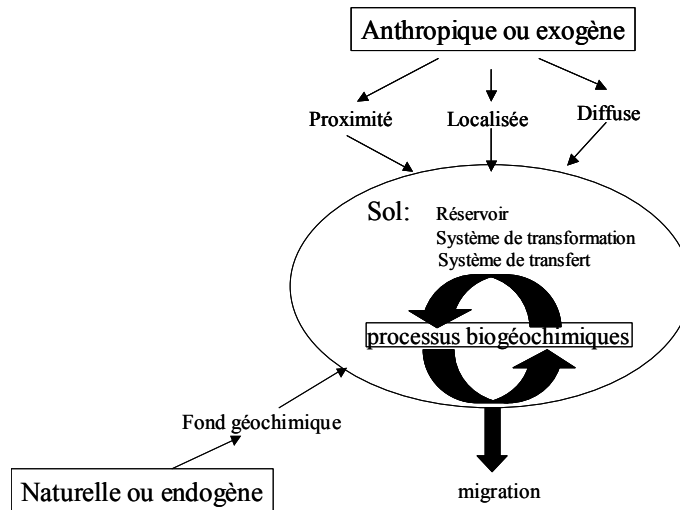 Anthropique ou exogène
Proximité
Localisée
Diffuse
Sol:
Réservoir
Système de transformation
Système de transfert
processus biogéochimiques
Fond géochimique
Naturelle ou endogène
migration